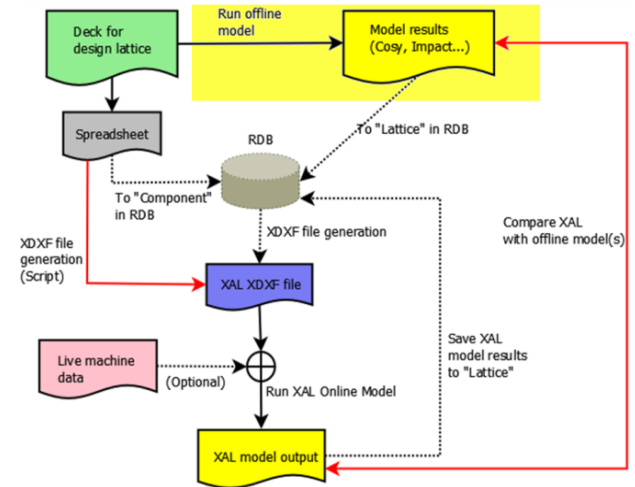 Deck for
design lattice
Run offline
model
Model results
(Cosy, Impact...)
Spreadsheet
RDB
To "Lattice" in RDB
To "Component"
in RDB
XDXF file
generation
(Script)
XDXF file generation
Compare XAL
with offline model(s)
XAL XDXF file
Live machine
data
(Optional)
Run XAL Online Model
Save XAL
model results
to "Lattice"
XAL model output